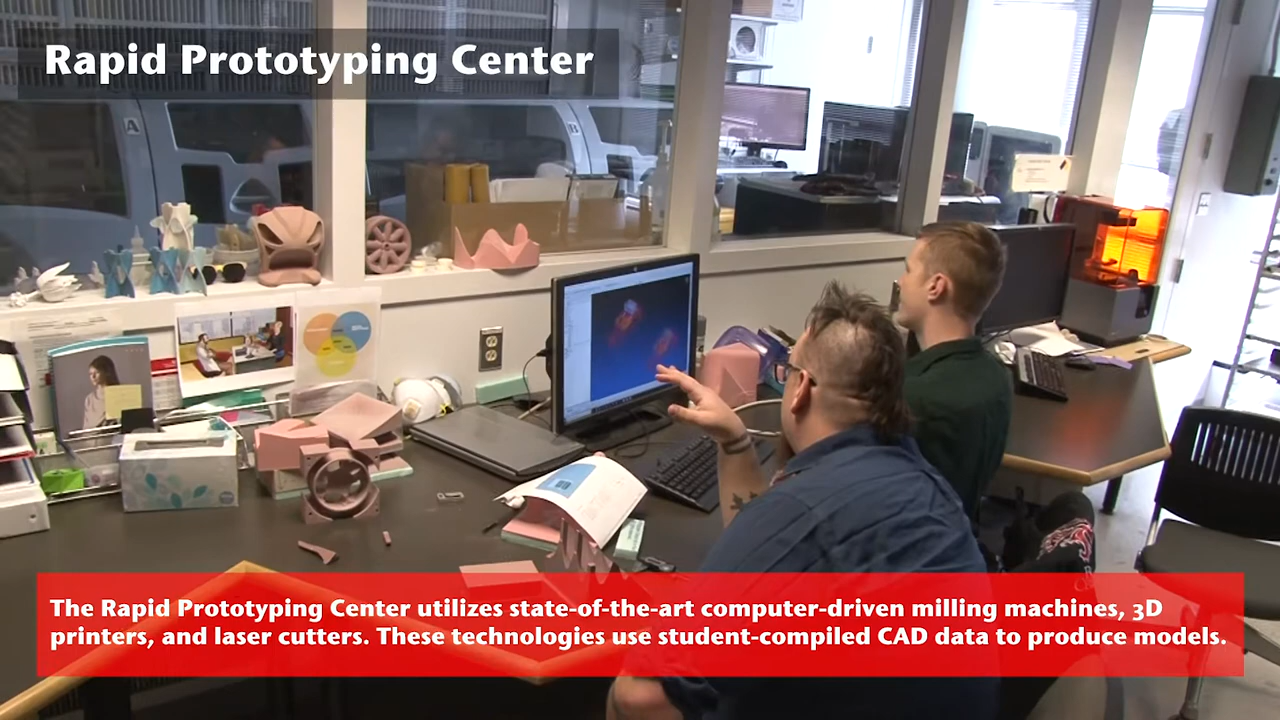 Rapid Prototyping Center
A
B
The Rapid Prototyping Center utilizes state-of-the-art computer-driven milling machines, 3D
printers, and laser cutters. These technologies use student-compiled CAD data to produce models.